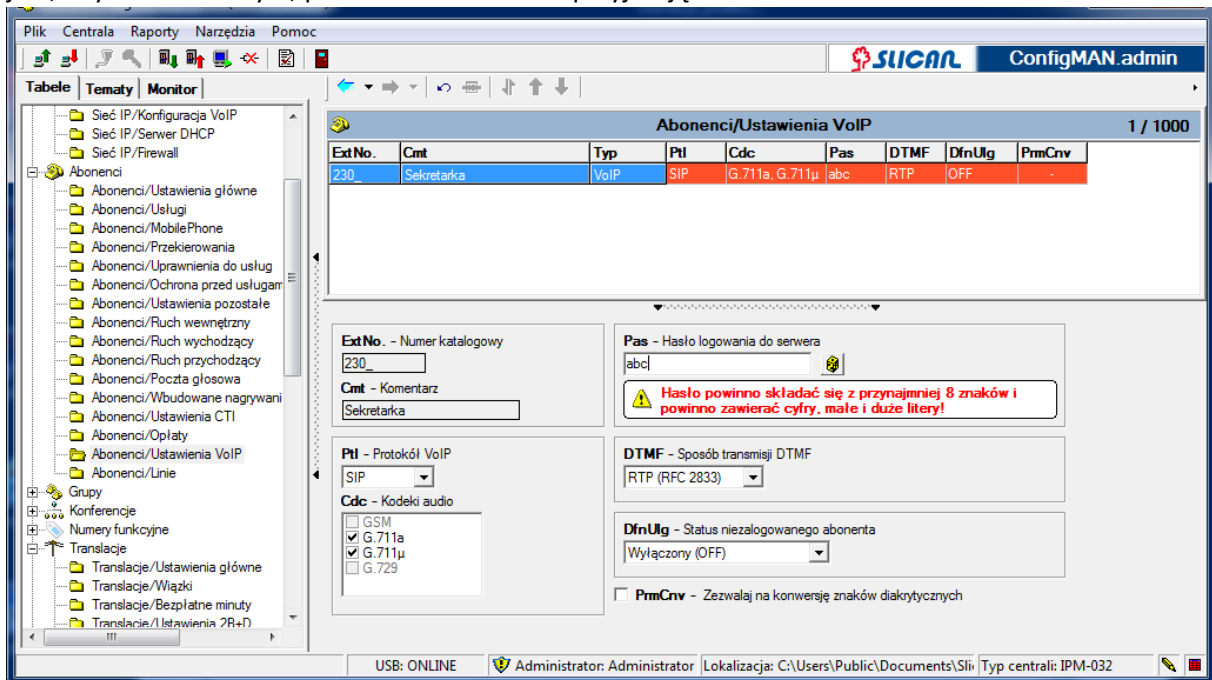 Plik Centrala Raporty Narzędzia Pomoc
SLICAN ConfigMAN.admin
Tabele Tematy Monitor
Sieć IP/Konfiguracja VoIP
Sieć IP/Serwer DHCP
Sieć IP/Firewall
Abonenci
Abonenci/Ustawienia główne
Abonenci/Usługi
Abonenci/MobilePhone
Abonenci/Przekierowania
Abonenci/Uprawnienia do usług
Abonenci/Ochrona przed usługam
Abonenci/Ustawienia pozostałe
Abonenci/Ruch wewnętrzny
Abonenci/Ruch wychodzący
Abonenci/Ruch przychodzący
Abonenci/Poczta głosowa
Abonenci/Wbudowane nagrywani
Abonenci/Ustawienia CTI
Abonenci/Opłaty
Abonenci/Ustawienia VoIP
Abonenci/Linie
Grupy
Konferencje
Numery funkcyjne
Translacje
Translacje/Ustawienia główne
Translacje/Wiązki
Translacje/Bezpłatne minuty
Translacje/Ustawienia 2B+D
Abonenci/Ustawienia VoIP 1 / 1000
ExtNo. Cmt Typ Ptl Cdc Pas DTMF DfnUlg PrmCnv
230_ Sekretarka VoIP SIP G.711a, G.711µ abc RTP OFF -
ExtNo. - Numer katalogowy
230_
Cmt - Komentarz
Sekretarka
Ptl - Protokół VoIP
SIP
Cdc - Kodeki audio
GSM
G.711a
G.711µ
G.729
Pas - Hasło logowania do serwera
abc
Hasło powinno składać się z przynajmniej 8 znaków i
powinno zawierać cyfry, małe i duże litery!
DTMF - Sposób transmisji DTMF
RTP (RFC 2833)
DfnUlg - Status niezalogowanego abonenta
Wyłączony (OFF)
PrmCnv - Zezwalaj na konwersję znaków diakrytycznych
USB: ONLINE Administrator: Administrator Lokalizacja: C:\Users\Public\Documents\Sli Typ centrali: IPM-032